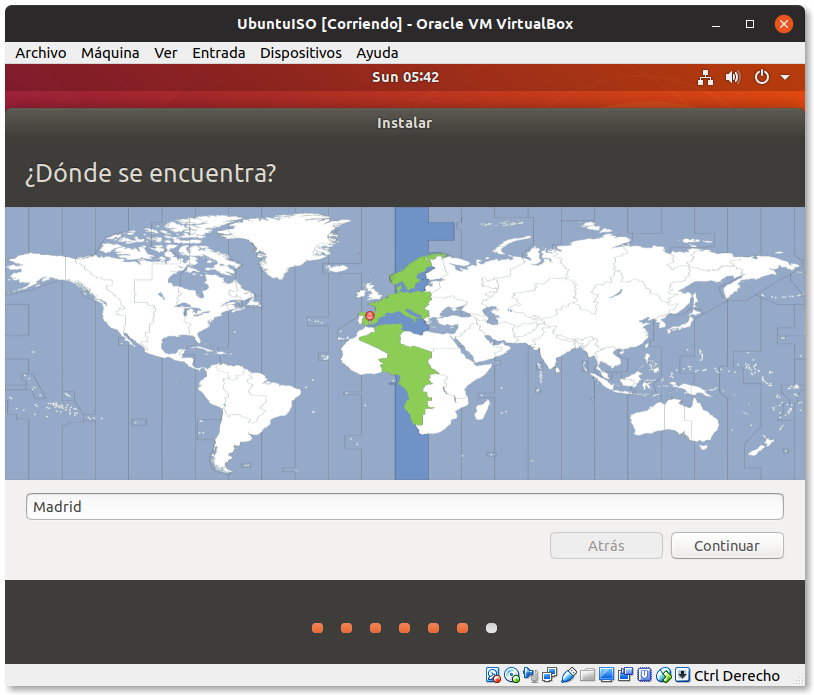 UbuntuISO [Corriendo] - Oracle VM VirtualBox
Archivo Máquina Ver Entrada Dispositivos Ayuda
Sun 05:42
Instalar
¿Dónde se encuentra?
Madrid
Atrás Continuar
Ctrl Derecho